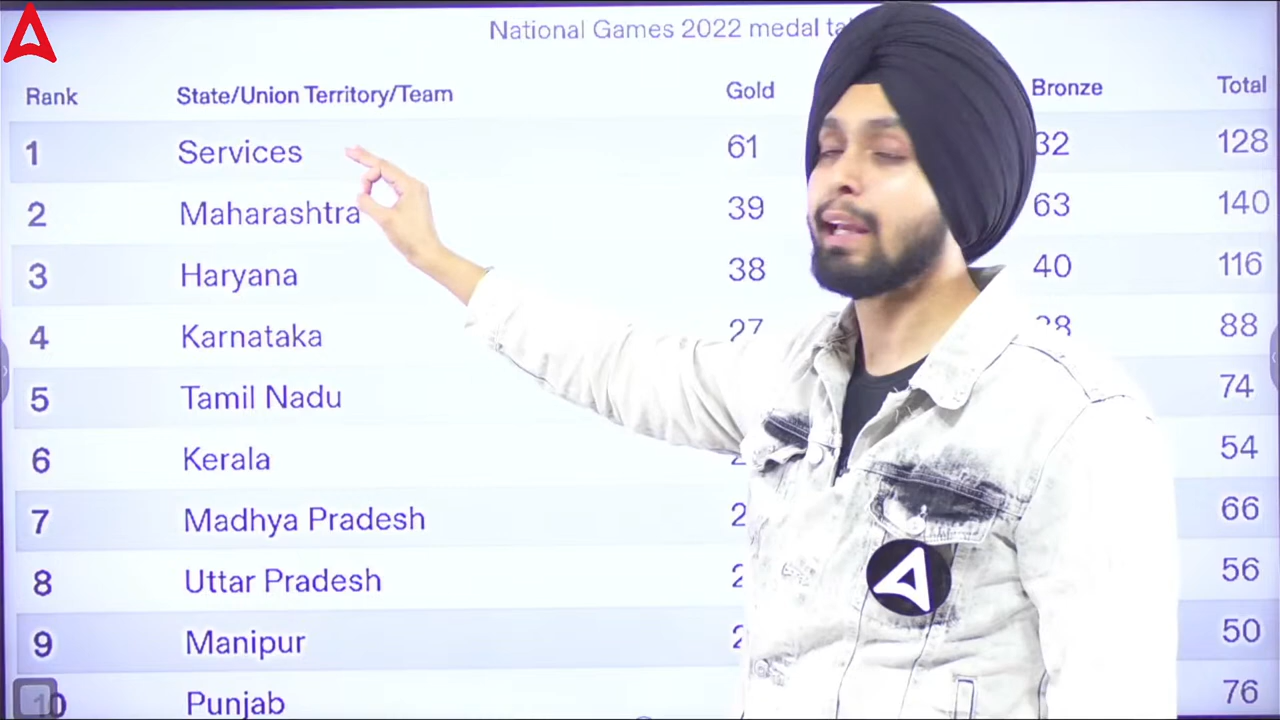 National Games 2022 medal
Rank State/Union Territory/Team Gold Bronze Total
1 Services 61 32 128
2 Maharashtra 39 63 140
3 Haryana 38 40 116
4 Karnataka 27 88
5 Tamil Nadu 74
6 Kerala 54
7 Madhya Pradesh 66
8 Uttar Pradesh 56
9 Manipur 50
10 Punjab 76